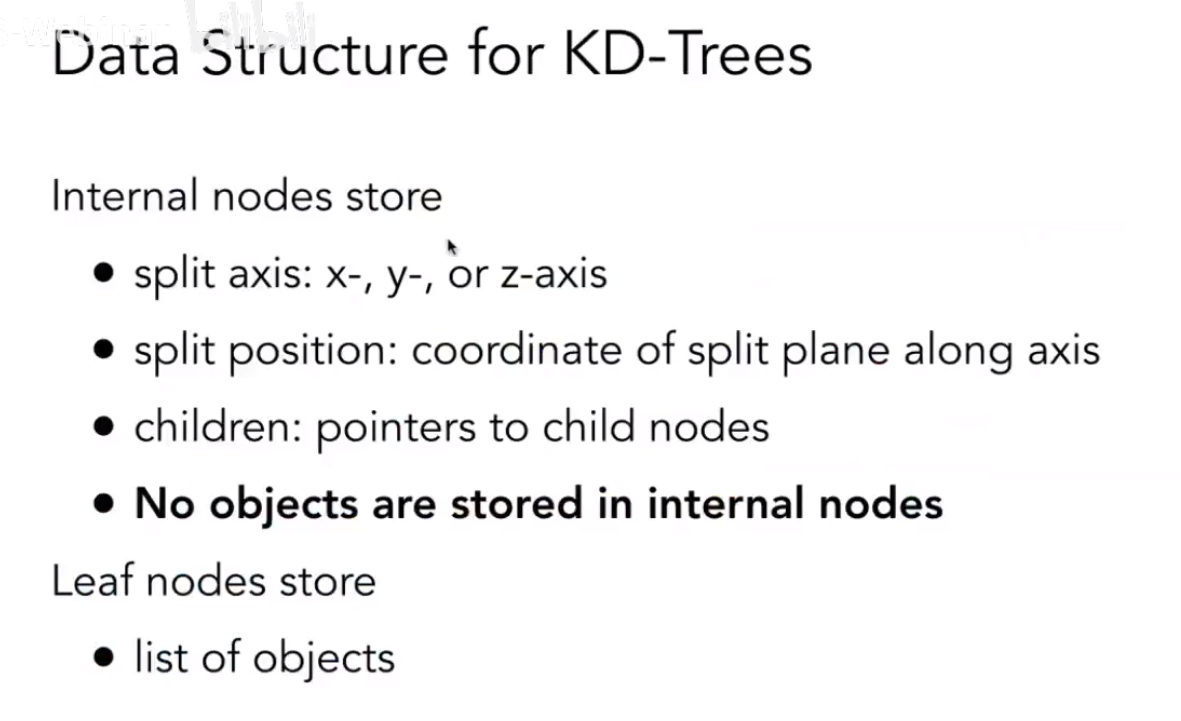 Data Structure for KD-Trees
Internal nodes store
• split axis: x-, y-, or z-axis
• split position: coordinate of split plane along axis
• children: pointers to child nodes
• No objects are stored in internal nodes
Leaf nodes store
• list of objects